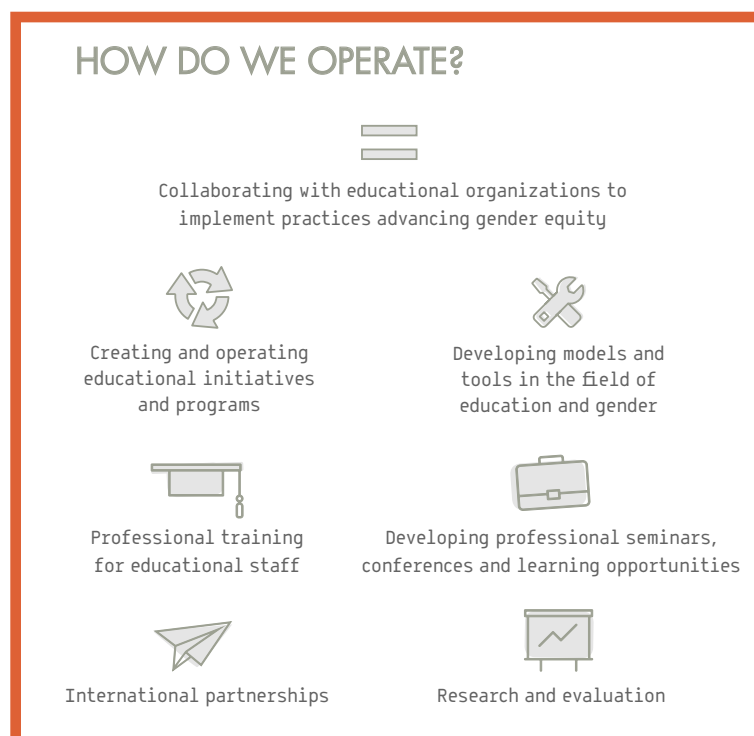 HOW DO WE OPERATE?
Collaborating with educational organizations to
implement practices advancing gender equity
Creating and operating
educational initiatives
and programs
Developing models and
tools in the field of
education and gender
Professional training
for educational staff
Developing professional seminars,
conferences and learning opportunities
International partnerships
Research and evaluation